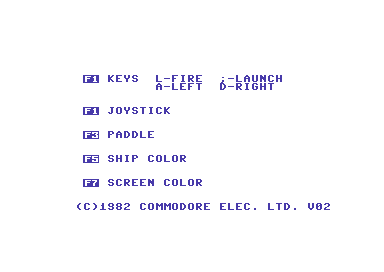 F1 KEYS L-FIRE ;-LAUNCH
A-LEFT D-RIGHT
F1 JOYSTICK
F3 PADDLE
F5 SHIP COLOR
F7 SCREEN COLOR
(C)1982 COMMODORE ELEC. LTD. V02